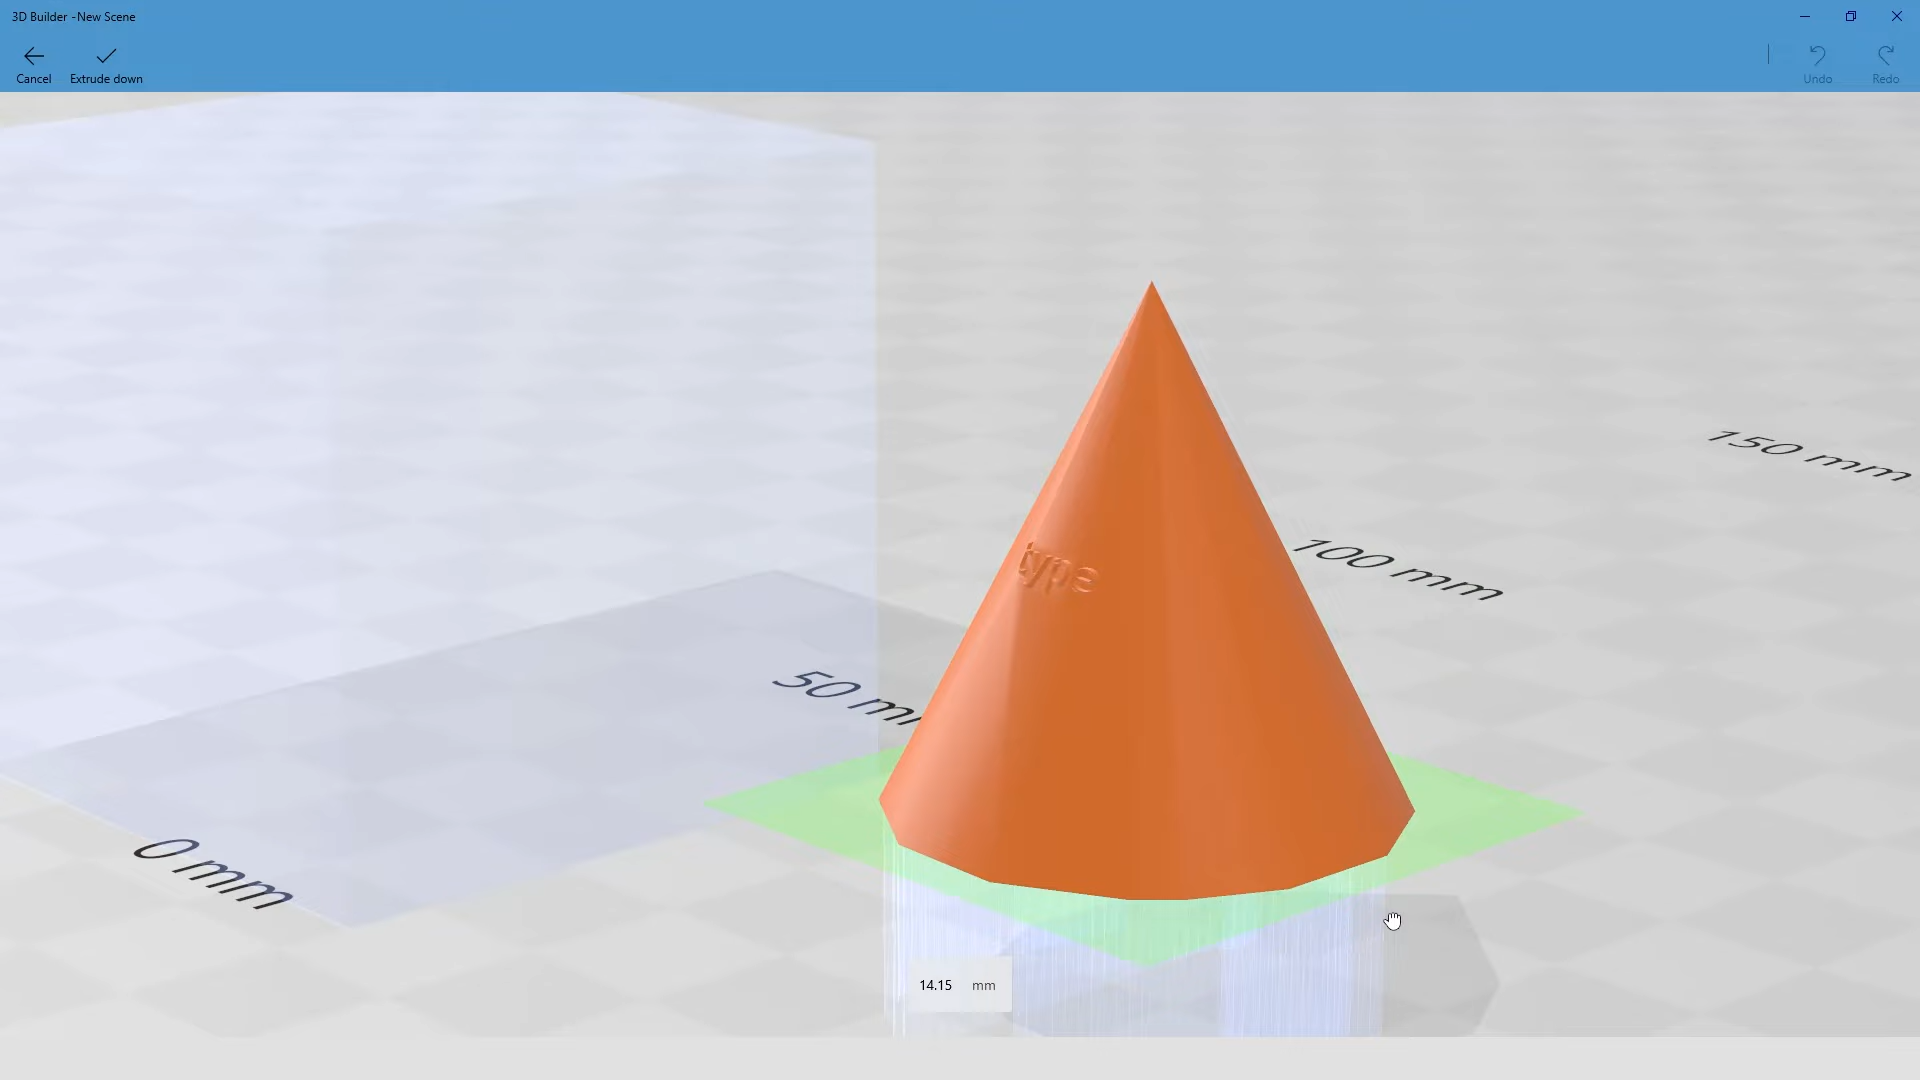 3D Builder -New Scene
Cancel
Extrude down
Undo
Redo
150 mm
100 mm
type
50 m
0 mm
14.15 mm